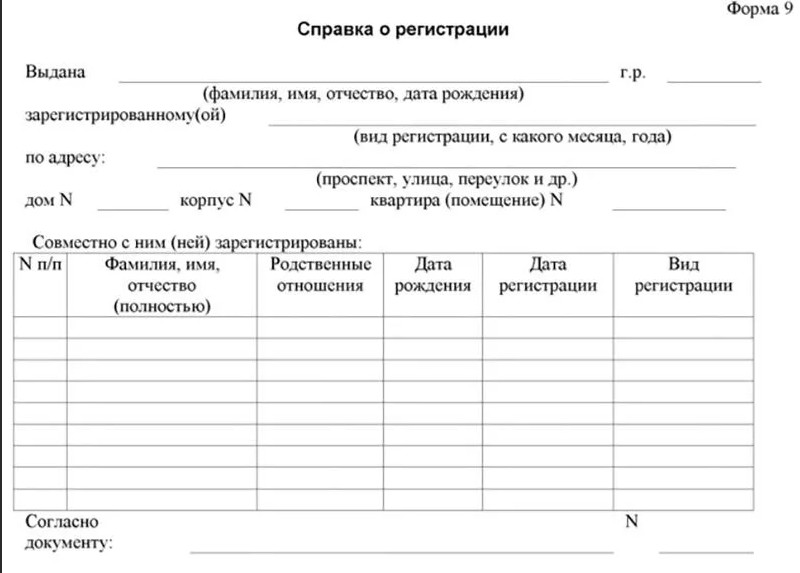 Форма 9
Справка о регистрации
Выдана г.р.
(фамилия, имя, отчество, дата рождения)
зарегистрированному(ой)
(вид регистрации, с какого месяца, года)
по адресу:
(проспект, улица, переулок и др.)
дом N корпус N квартира (помещение) N
Совместно с ним (ней) зарегистрированы:
N п/п Фамилия, имя, Родственные Дата Дата Вид
отчество отношения рождения регистрации регистрации
(полностью)
Согласно N
документу: